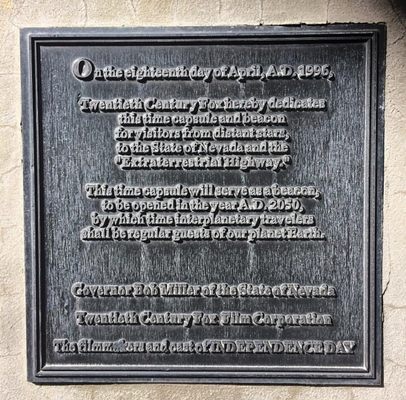 On the eighteenth day of April, A.D. 1996,
Twentieth Century Fox hereby dedicates
this time capsule and beacon
for visitors from distant stars,
to the State of Nevada and the
"Extraterrestrial Highway."
This time capsule will serve as a beacon,
to be opened in the year A.D. 2050,
by which time interplanetary travelers
shall be regular guests of our planet Earth.
Governor Bob Miller of the State of Nevada
Twentieth Century Fox Film Corporation
The filmmakers and cast of INDEPENDENCE DAY